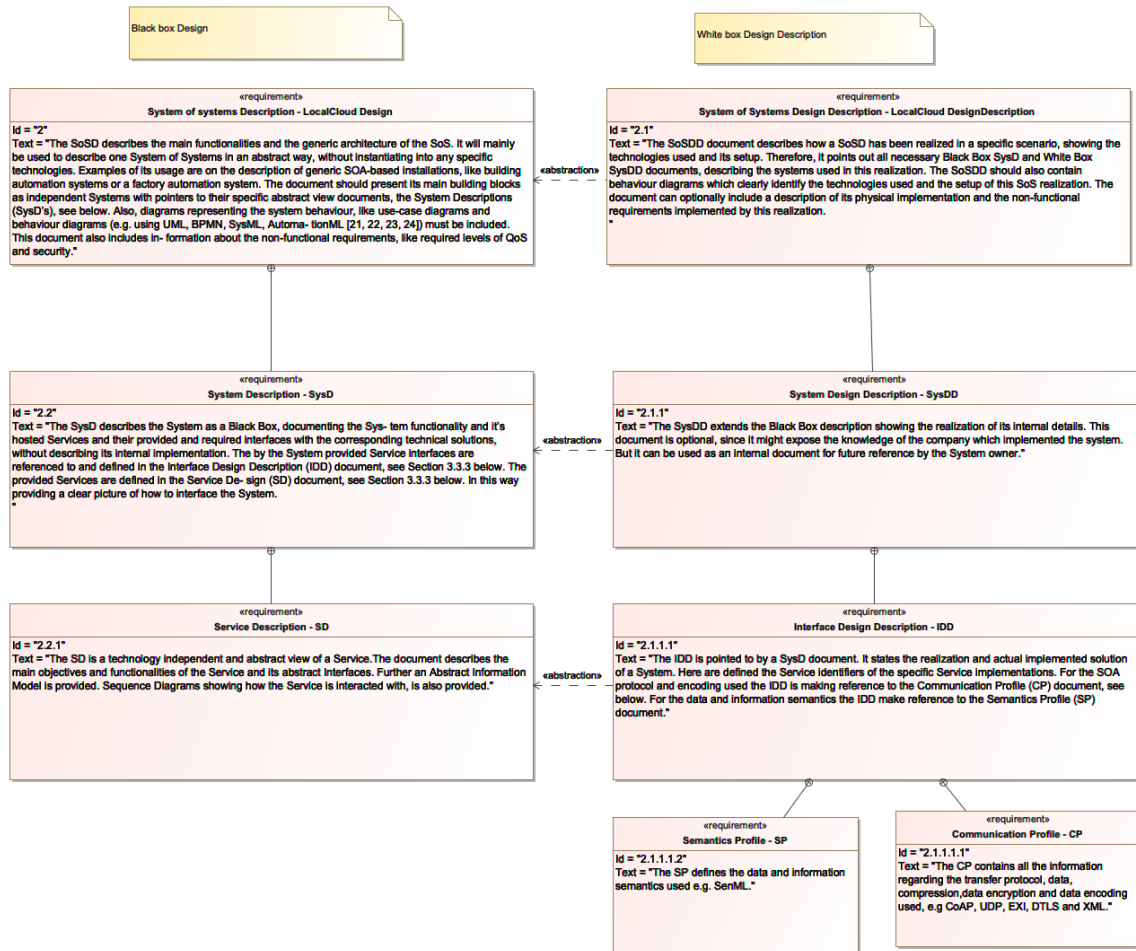 Black box Design
White box Design Description
«requirement»
System of systems Description - LocalCloud Design
Id = "2"
Text = "The SoSD describes the main functionalities and the generic architecture of the SoS. It will mainly
be used to describe one System of Systems in an abstract way, without instantiating into any specific
technologies. Examples of its usage are on the description of generic SOA-based installations, like building
automation systems or a factory automation system. The document should present its main building blocks
as independent Systems with pointers to their specific abstract view documents, the System Descriptions
(SysD's), see below. Also, diagrams representing the system behaviour, like use-case diagrams and
behaviour diagrams (e.g. using UML, BPMN, SysML, Automa- tionML [21, 22, 23, 24]) must be included.
This document also includes in- formation about the non-functional requirements, like required levels of QoS
and security."
«abstraction»
«requirement»
System of Systems Design Description - LocalCloud DesignDescription
Id = "2.1"
Text = "The SoSDD document describes how a SoSD has been realized in a specific scenario, showing the
technologies used and its setup. Therefore, it points out all necessary Black Box SysD and White Box
SysDD documents, describing the systems used in this realization. The SoSDD should also contain
behaviour diagrams which clearly identify the technologies used and the setup of this SoS realization. The
document can optionally include a description of its physical implementation and the non-functional
requirements implemented by this realization.
"
«requirement»
System Description - SysD
Id = "2.2"
Text = "The SysD describes the System as a Black Box, documenting the Sys- tem functionality and it's
hosted Services and their provided and required interfaces with the corresponding technical solutions,
without describing its internal implementation. The by the System provided Service interfaces are
referenced to and defined in the Interface Design Description (IDD) document, see Section 3.3.3 below. The
provided Services are defined in the Service De- sign (SD) document, see Section 3.3.3 below. In this way
providing a clear picture of how to interface the System.
"
«abstraction»
«requirement»
System Design Description - SysDD
Id = "2.1.1"
Text = "The SysDD extends the Black Box description showing the realization of its internal details. This
document is optional, since it might expose the knowledge of the company which implemented the system.
But it can be used as an internal document for future reference by the System owner."
«requirement»
Service Description - SD
Id = "2.2.1"
Text = "The SD is a technology independent and abstract view of a Service.The document describes the
main objectives and functionalities of the Service and its abstract Interfaces. Further an Abstract Information
Model is provided. Sequence Diagrams showing how the Service is interacted with, is also provided."
«abstraction»
«requirement»
Interface Design Description - IDD
Id = "2.1.1.1"
Text = "The IDD is pointed to by a SysD document. It states the realization and actual implemented solution
of a System. Here are defined the Service identifiers of the specific Service implementations. For the SOA
protocol and encoding used the IDD is making reference to the Communication Profile (CP) document, see
below. For the data and information semantics the IDD make reference to the Semantics Profile (SP)
document."
«requirement»
Semantics Profile - SP
Id = "2.1.1.1.2"
Text = "The SP defines the data and information
semantics used e.g. SenML."
«requirement»
Communication Profile - CP
Id = "2.1.1.1.1"
Text = "The CP contains all the information
regarding the transfer protocol, data,
compression,data encryption and data encoding
used, e.g CoAP, UDP, EXI, DTLS and XML."